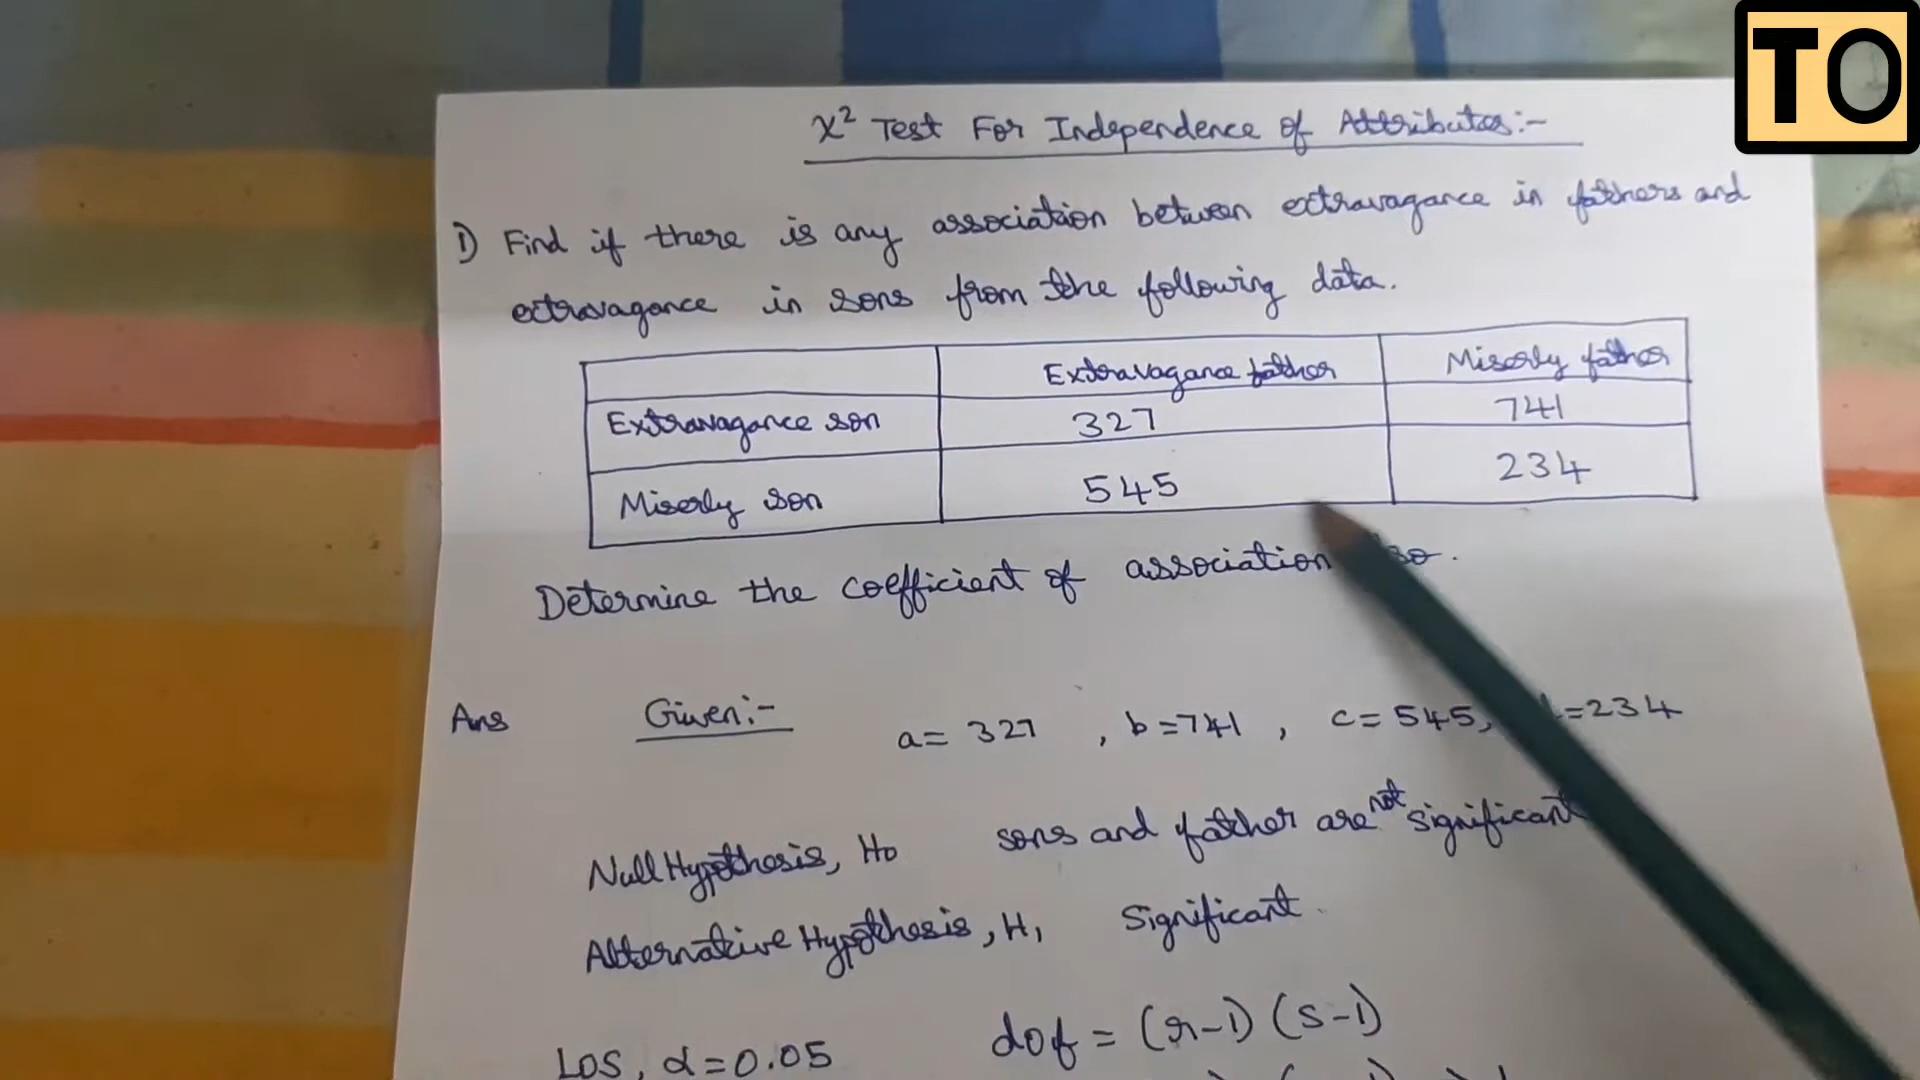 TO
χ² Test For Independence of Attributes:-
1) Find if there is any association between extravagance in fathers and
extravagance in sons from the following data.
Extravagance father Miserly father
Extravagance son 327 741
Miserly son 545 234
Determine the coefficient of association
Ans Given:- a = 327 , b = 741 , c = 545, =234
Null Hypothesis, H0 sons and father are not significant
Alternative Hypothesis, H1 Significant.
LOS, α = 0.05 dof = (r-1) (s-1)